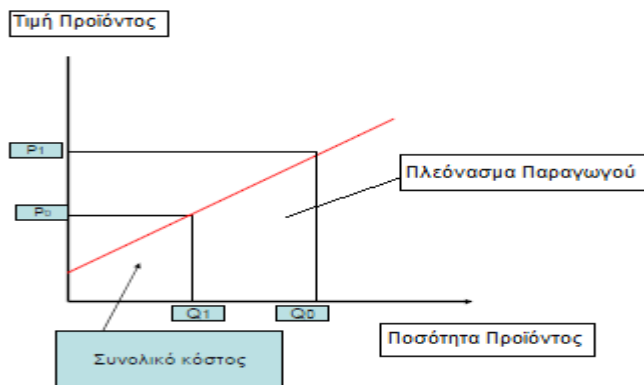 Τιμή Προϊόντος
P1
Πλεόνασμα Παραγωγού
P0
Q1
Q0
Ποσότητα Προϊόντος
Συνολικό κόστος